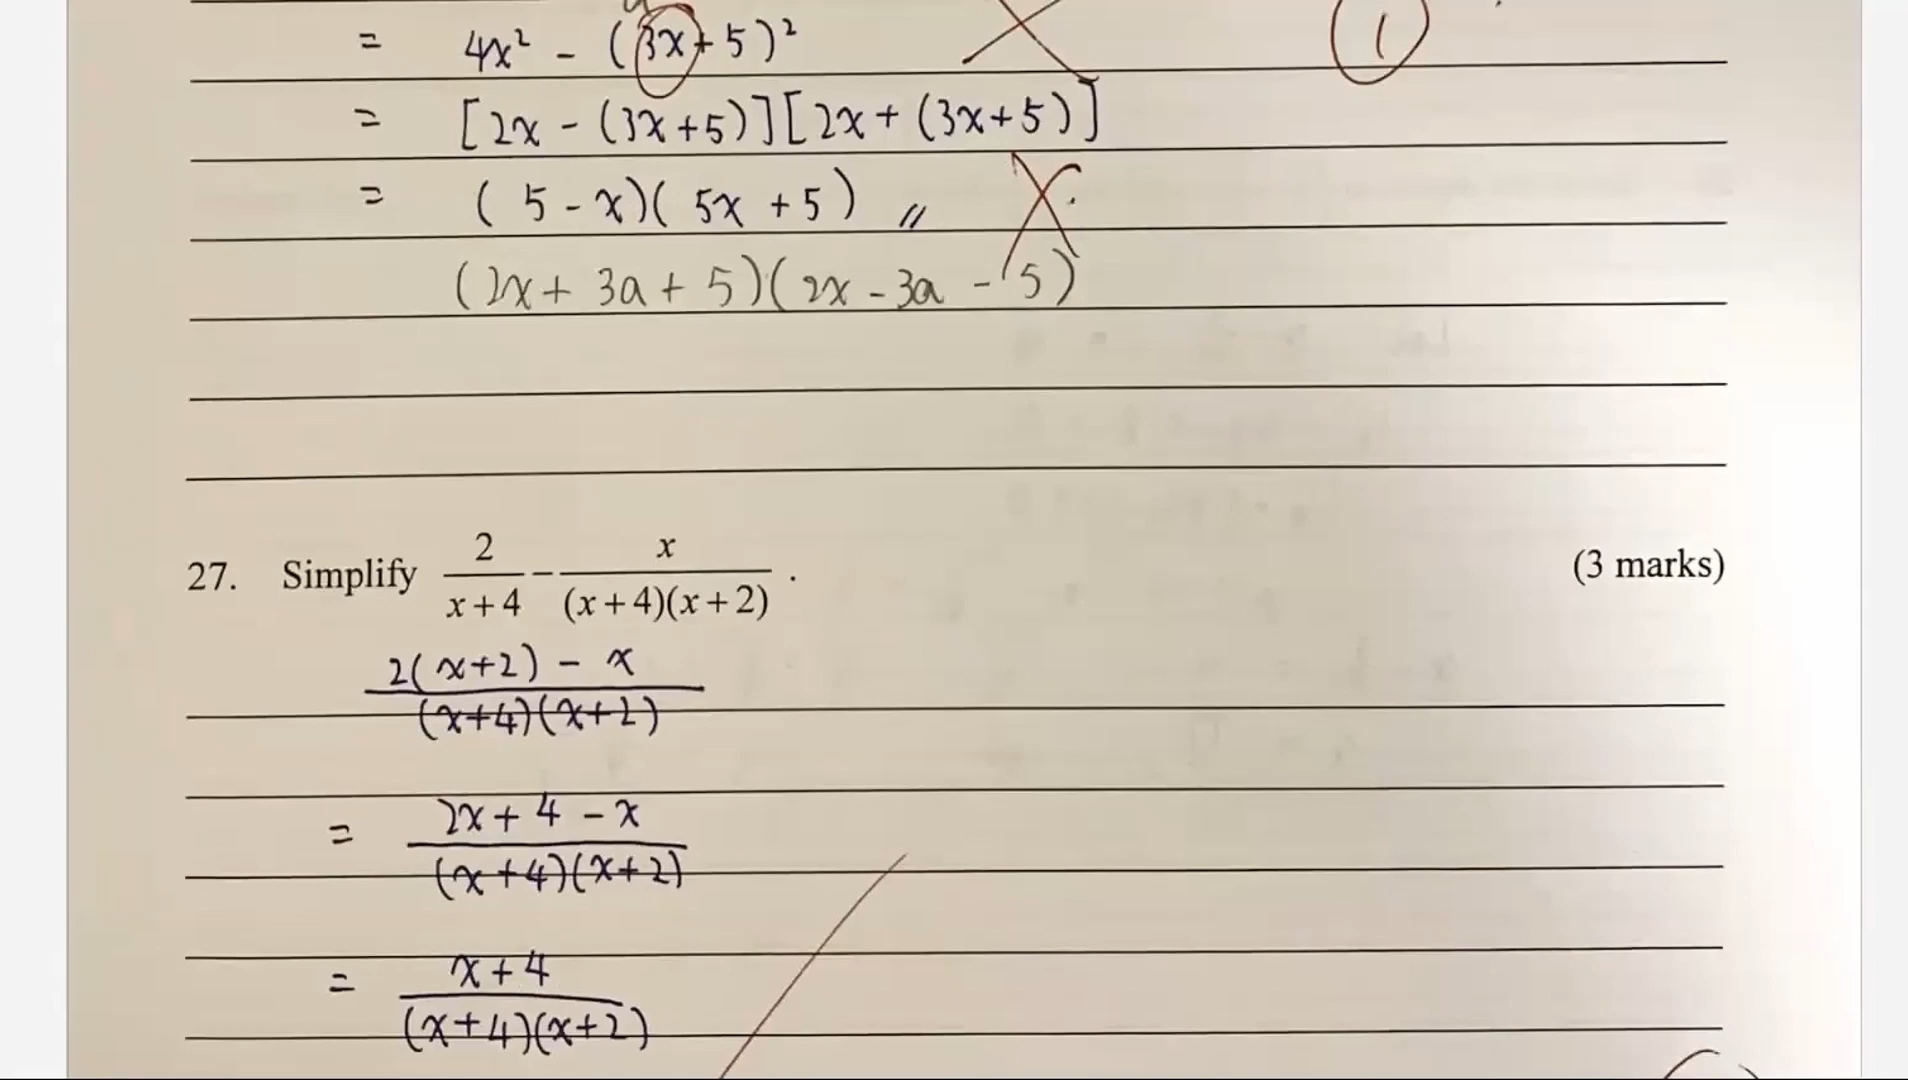 = 4x² - (3x+5)² 1
= [2x - (3x+5)][2x + (3x+5)]
= (5-x)(5x+5) //
(2x + 3a + 5)(2x - 3a - 5)
27. Simplify 2/(x+4) - x/((x+4)(x+2)) . (3 marks)
2(x+2) - x
(x+4)(x+2)
= 2x + 4 - x
(x+4)(x+2)
= x+4
(x+4)(x+2)